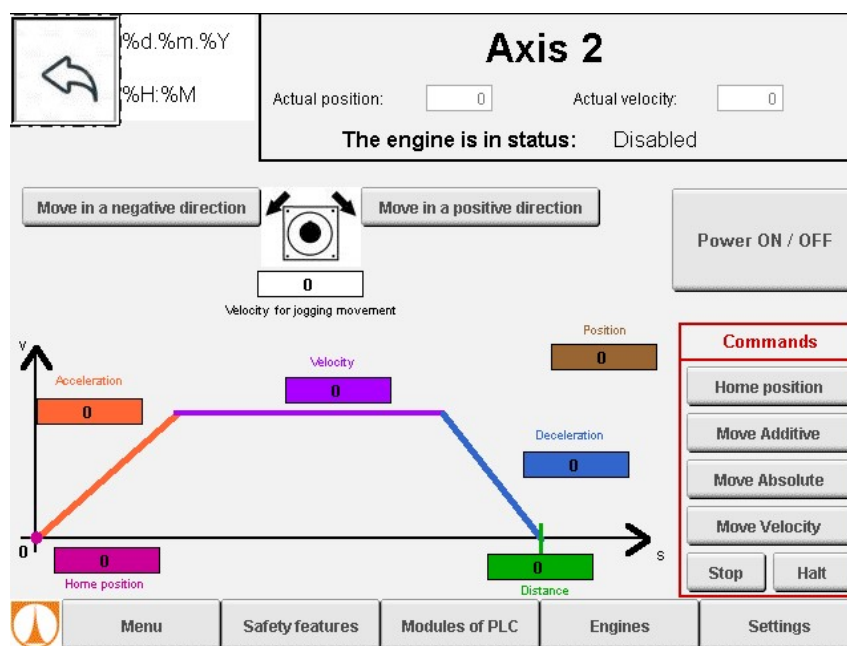 %d.%m.%Y
%H:%M
Axis 2
Actual position: 0 Actual velocity: 0
The engine is in status: Disabled
Move in a negative direction
Move in a positive direction
Power ON / OFF
0
Velocity for jogging movement
Position
0
Commands
Home position
Move Additive
Move Absolute
Move Velocity
Stop Halt
v
Acceleration
0
Velocity
0
Deceleration
0
0
0
Home position
0
Distance
s
Menu Safety features Modules of PLC Engines Settings